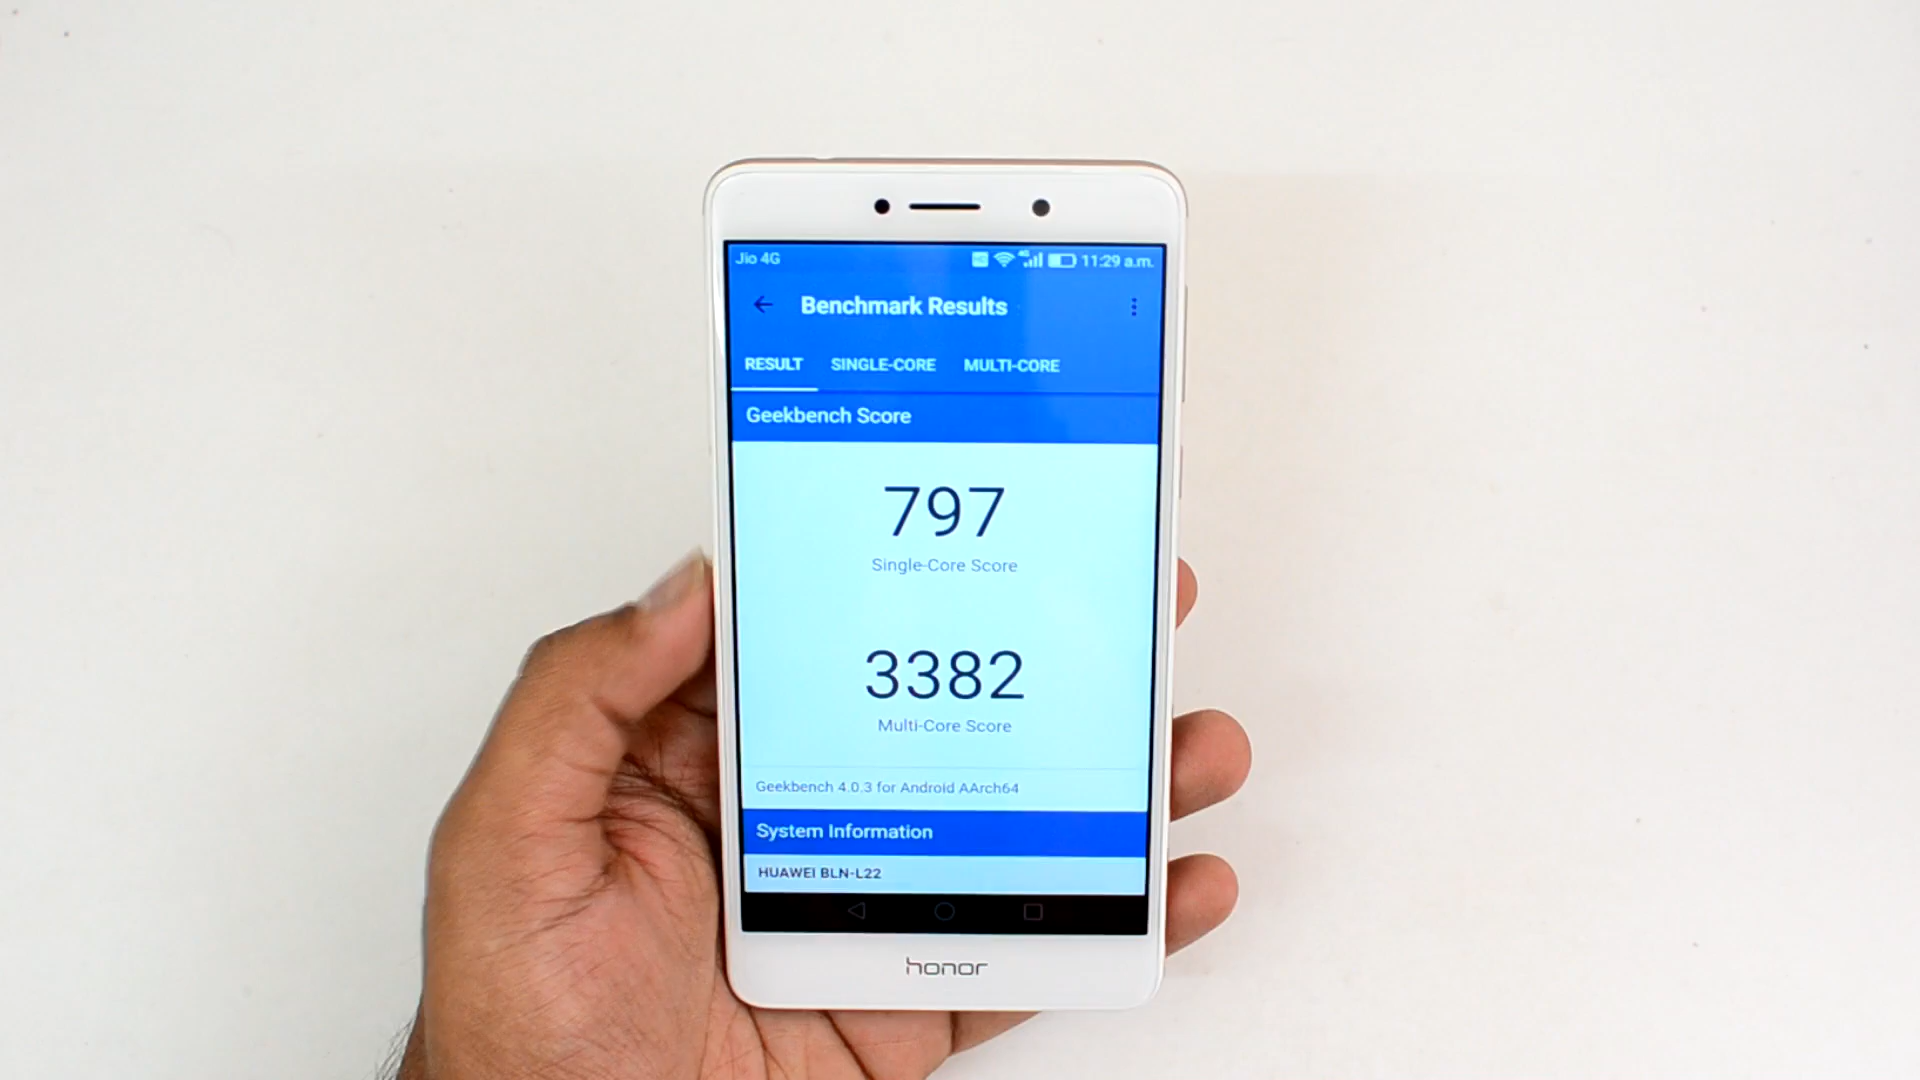 Jio 4G 4G 11:29 a.m.
Benchmark Results
RESULT SINGLE-CORE MULTI-CORE
Geekbench Score
797
Single-Core Score
3382
Multi-Core Score
Geekbench 4.0.3 for Android AArch64
System Information
HUAWEI BLN-L22
honor